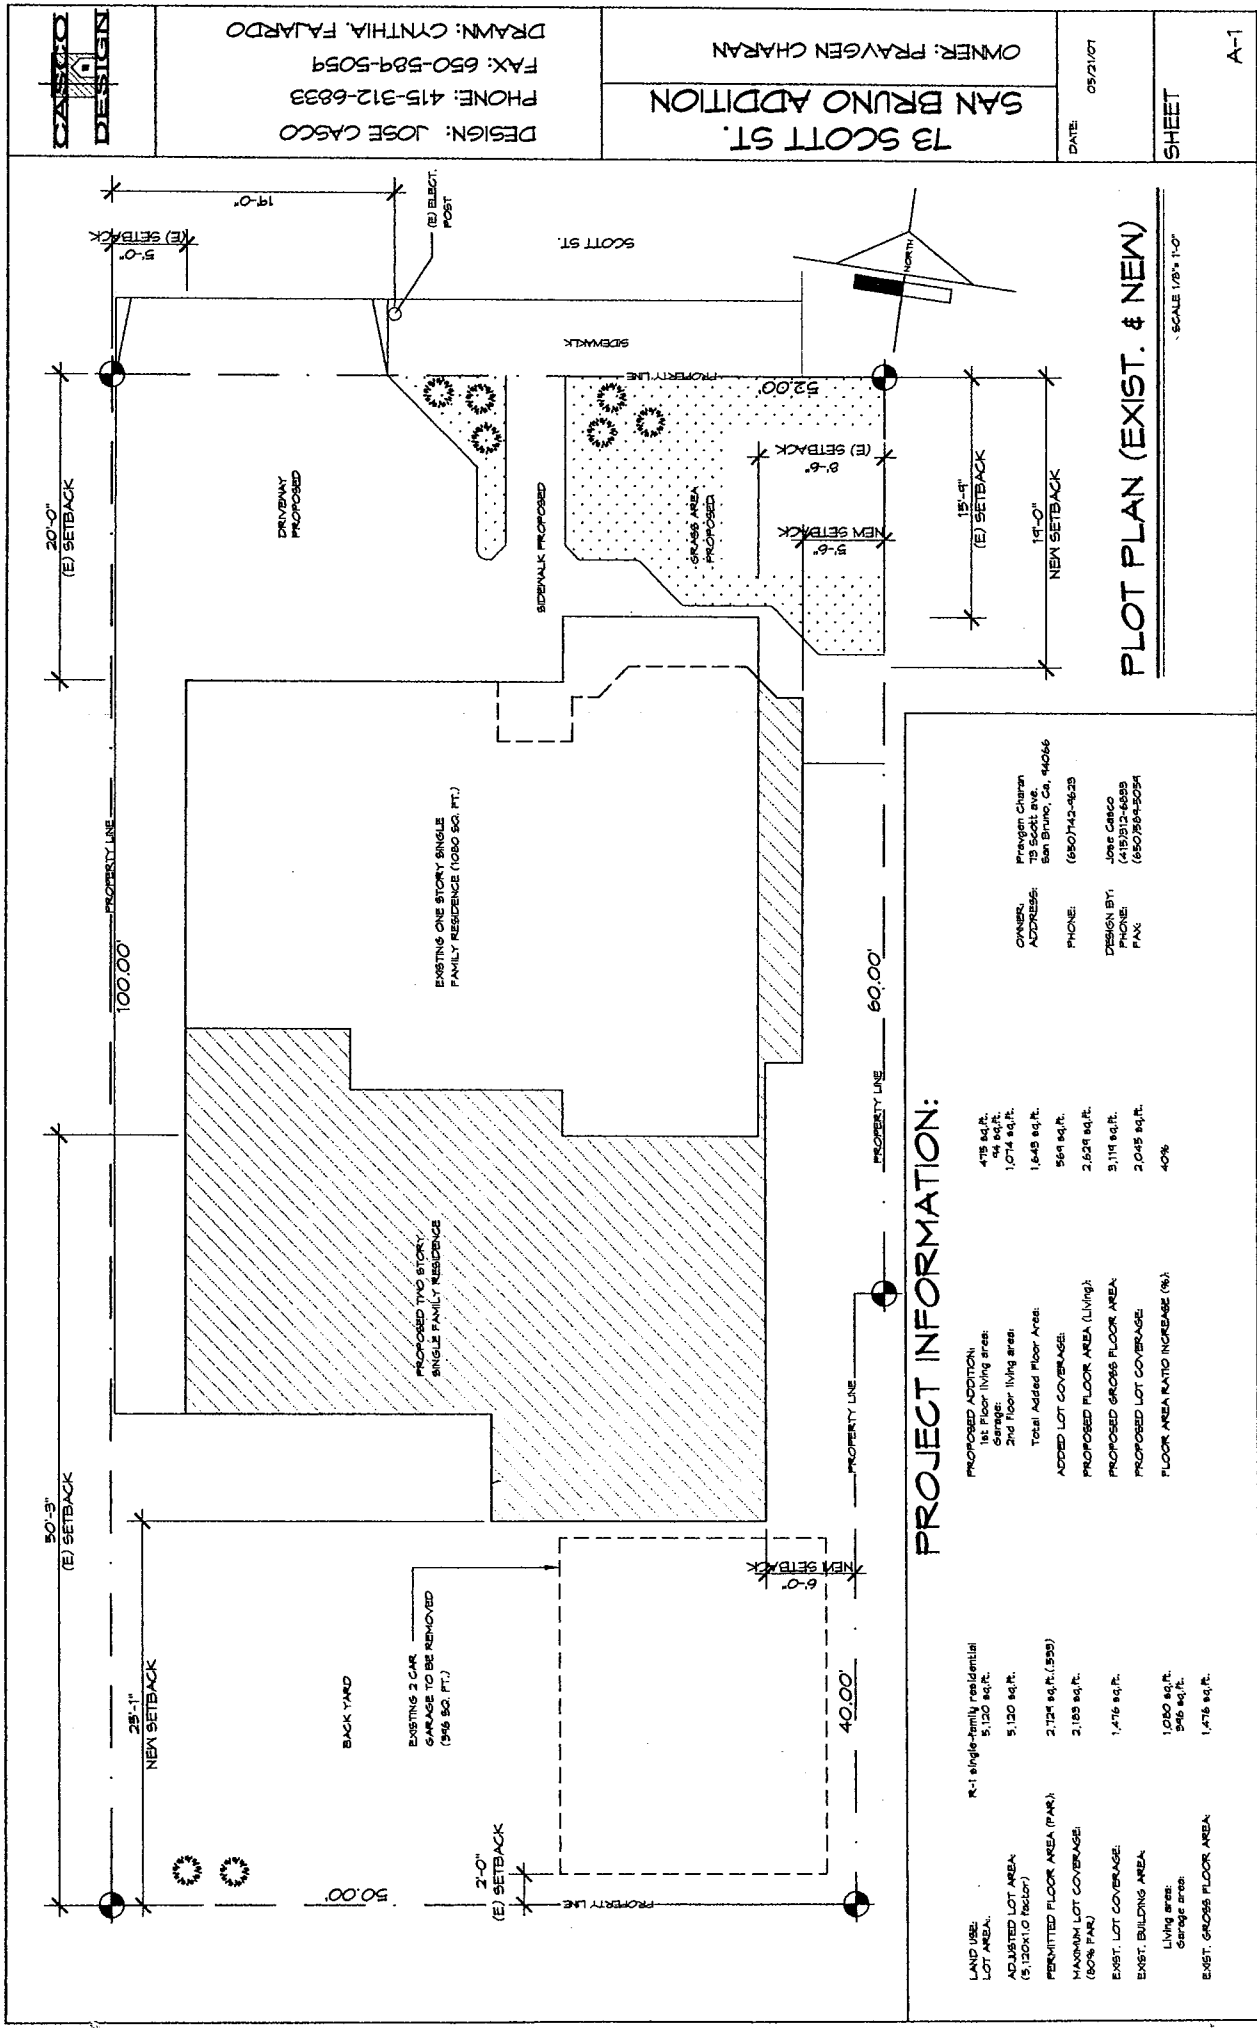 CASCO
DESIGN
DESIGN: JOSE CASCO
PHONE: 415-312-6833
FAX: 650-589-5059
DRAWN: CYNTHIA. FAJARDO
73 SCOTT ST.
SAN BRUNO ADDITION
OWNER: PRAVGEN CHARAN
DATE:
05/21/07
SHEET
A-1
50'-3"
(E) SETBACK
20'-0"
(E) SETBACK
25'-1"
NEW SETBACK
PROPERTY LINE
100.00'
5'-0"
(E) SETBACK
19'-0"
(E) ELECT.
POST
SCOTT ST.
SIDEWALK
PROPERTY LINE
52.00'
DRIVEWAY
PROPOSED
SIDEWALK PROPOSED
GRASS AREA
PROPOSED
8'-6"
(E) SETBACK
5'-6"
NEW SETBACK
15'-9"
(E) SETBACK
19'-0"
NEW SETBACK
NORTH
BACK YARD
EXISTING 2 CAR
GARAGE TO BE REMOVED
(396 SQ. FT.)
PROPOSED TWO STORY
SINGLE FAMILY RESIDENCE
EXISTING ONE STORY SINGLE
FAMILY RESIDENCE (1080 SQ. FT.)
50.00'
PROPERTY LINE
2'-0"
(E) SETBACK
6'-0"
NEW SETBACK
40.00'
PROPERTY LINE
PROPERTY LINE
60.00'
PLOT PLAN (EXIST. & NEW)
SCALE 1/8"= 1'-0"
PROJECT INFORMATION:
LAND USE: R-1 single-family residential
LOT AREA: 5,120 sq.ft.
ADJUSTED LOT AREA: 5,120 sq.ft.
(5,120x1.0 factor)
PERMITTED FLOOR AREA (FAR): 2,729 sq.ft.(.533)
MAXIMUM LOT COVERAGE: 2,183 sq.ft.
(80% FAR)
EXIST. LOT COVERAGE: 1,476 sq.ft.
EXIST. BUILDING AREA:
Living area: 1,080 sq.ft.
Garage area: 396 sq.ft.
EXIST. GROSS FLOOR AREA: 1,476 sq.ft.
PROPOSED ADDITION:
1st Floor living area: 475 sq.ft.
Garage: 94 sq.ft.
2nd Floor living area: 1,074 sq.ft.
Total Added Floor Area: 1,643 sq.ft.
ADDED LOT COVERAGE: 569 sq.ft.
PROPOSED FLOOR AREA (Living): 2,629 sq.ft.
PROPOSED GROSS FLOOR AREA: 3,119 sq.ft.
PROPOSED LOT COVERAGE: 2,045 sq.ft.
FLOOR AREA RATIO INCREASE (%): 40%
OWNER: Pravgen Charan
ADDRESS: 73 Scott ave.
San Bruno, Ca, 94066
PHONE: (650)742-9623
DESIGN BY: Jose Casco
PHONE: (415)312-6833
FAX: (650)589-5059